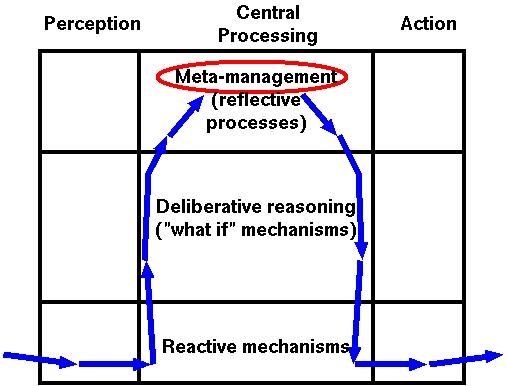 Perception
Central
Processing
Action
Meta-management
(reflective
processes)
Deliberative reasoning
("what if" mechanisms)
Reactive mechanisms